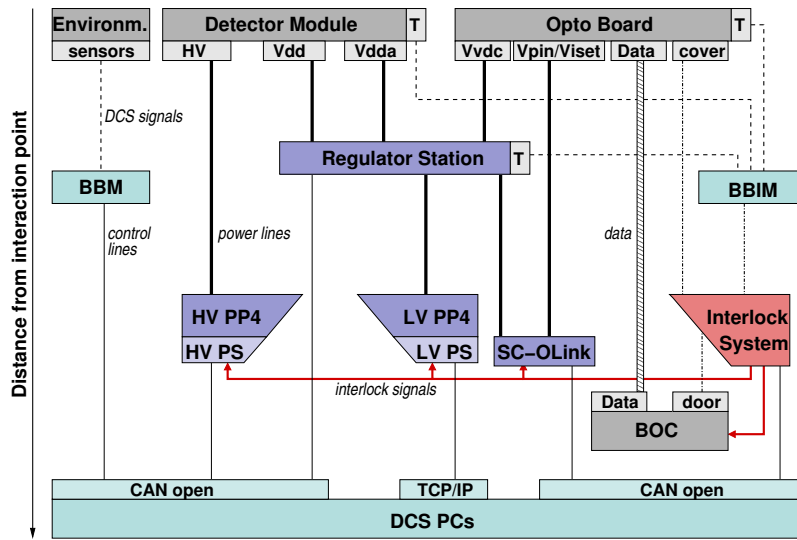 Environm.
Detector Module
T
Opto Board
T
sensors
HV
Vdd
Vdda
Vvdc
Vpin/Viset
Data
cover
DCS signals
Regulator Station
T
BBM
BBIM
control
lines
power lines
data
Distance from interaction point
HV PP4
LV PP4
Interlock
System
HV PS
LV PS
SC−OLink
interlock signals
Data
door
BOC
CAN open
TCP/IP
CAN open
DCS PCs